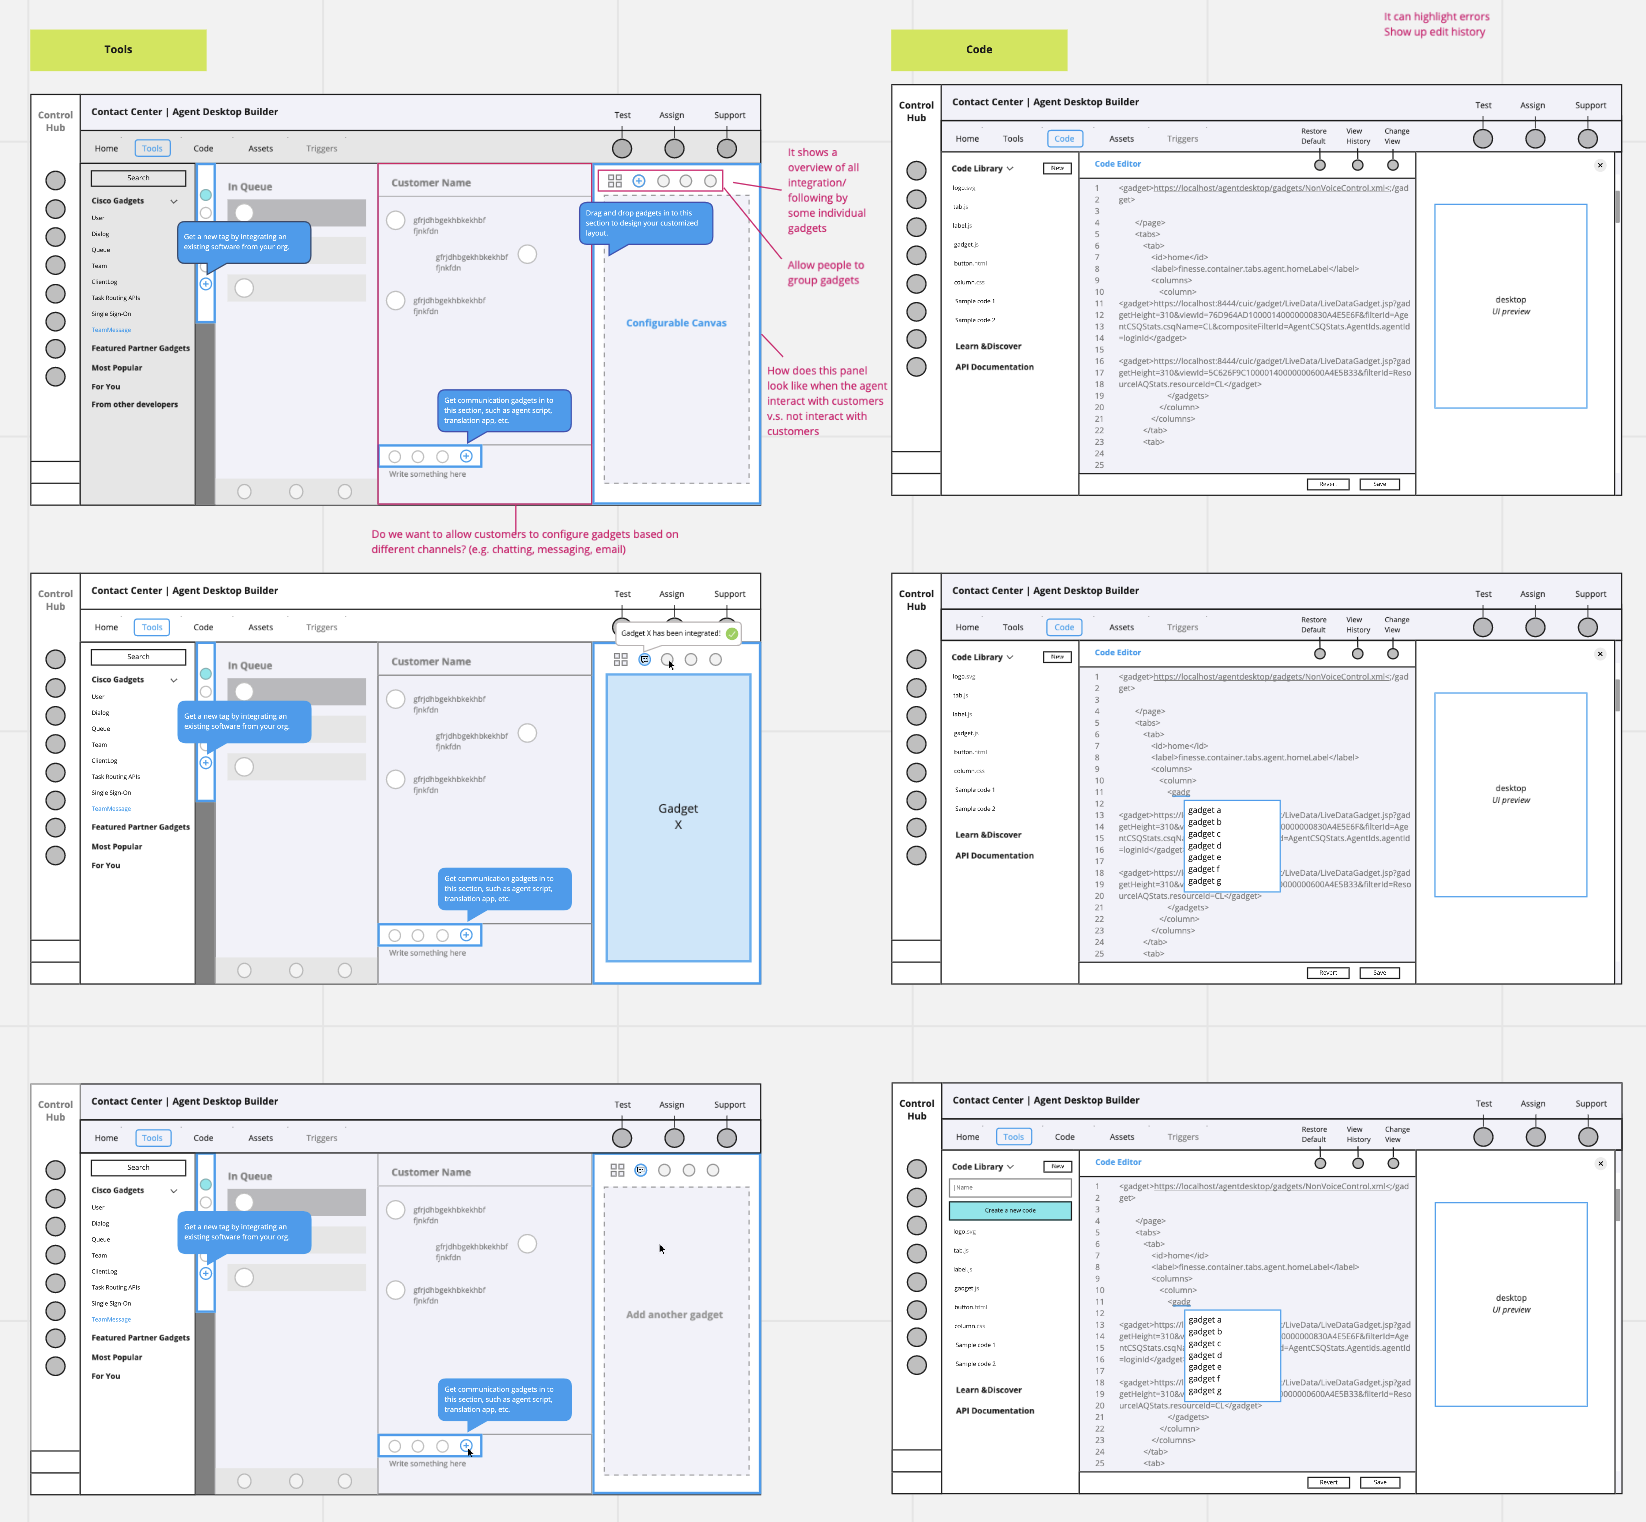 It can highlight errors
Show up edit history
Tools
Control
Hub
Contact Center | Agent Desktop Builder
Test Assign Support
Home Tools Code Assets Triggers
Search
Cisco Gadgets
User
Dialog
Queue
Team
ClientLog
Task Routing APIs
Single Sign-On
TeamMessage
Featured Partner Gadgets
Most Popular
For You
From other developers
In Queue
Get a new tag by integrating an
existing software from your org.
Customer Name
gfrjdhbgekhbkekhbf
fjnkfdn
gfrjdhbgekhbkekhbf
fjnkfdn
gfrjdhbgekhbkekhbf
fjnkfdn
Get communication gadgets in to
this section, such as agent script,
translation app, etc.
Write something here
Drag and drop gadgets in to this
section to design your customized
layout.
Configurable Canvas
It shows a
overview of all
integration/
following by
some individual
gadgets
Allow people to
group gadgets
How does this panel
look like when the agent
interact with customers
v.s. not interact with
customers
Do we want to allow customers to configure gadgets based on
different channels? (e.g. chatting, messaging, email)
Code
Control
Hub
Contact Center | Agent Desktop Builder
Test Assign Support
Home Tools Code Assets
Restore
Default
View
History
Change
View
Code Library
New
logo.svg
tab.js
label.js
gadget.js
button.html
column.css
Sample code 1
Sample code 2
Learn &Discover
API Documentation
Code Editor
1 <gadget>https://localhost/agentdesktop/gadgets/NonVoiceControl.xml<;/gad
2 get>
3
4 </page>
5 <tabs>
6 <tab>
7 <id>home</id>
8 <label>finesse.container.tabs.agent.homeLabel</label>
9 <columns>
10 <column>
11 <gadget>https://localhost:8444/cuic/gadget/LiveData/LiveDataGadget.jsp?gad
12 getHeight=310&viewId=76D964AD10000140000000830A4E5E6F&filterId=Age
13 ntCSQStats.csqName=CL&compositeFilterId=AgentCSQStats.AgentIds.agentId
14 =loginId</gadget>
15
16 <gadget>https://localhost:8444/cuic/gadget/LiveData/LiveDataGadget.jsp?gad
17 getHeight=310&viewId=5C626F9C10000140000000600A4E5B33&filterId=Reso
18 urceIAQStats.resourceId=CL</gadget>
19 </gadgets>
20 </column>
21 </columns>
22 </tab>
23 <tab>
24
25
Revert Save
desktop
UI preview
Control
Hub
Contact Center | Agent Desktop Builder
Test Assign Support
Home Tools Code Assets Triggers
Search
Cisco Gadgets
User
Dialog
Queue
Team
ClientLog
Task Routing APIs
Single Sign-On
TeamMessage
Featured Partner Gadgets
Most Popular
For You
In Queue
Get a new tag by integrating an
existing software from your org.
Customer Name
gfrjdhbgekhbkekhbf
fjnkfdn
gfrjdhbgekhbkekhbf
fjnkfdn
gfrjdhbgekhbkekhbf
fjnkfdn
Get communication gadgets in to
this section, such as agent script,
translation app, etc.
Write something here
Gadget X has been integrated!
Gadget
X
Control
Hub
Contact Center | Agent Desktop Builder
Test Assign Support
Home Tools Code Assets
Restore
Default
View
History
Change
View
Code Library
New
logo.svg
tab.js
label.js
gadget.js
button.html
column.css
Sample code 1
Sample code 2
Learn &Discover
API Documentation
Code Editor
1 <gadget>https://localhost/agentdesktop/gadgets/NonVoiceControl.xml<;/gad
2 get>
3
4 </page>
5 <tabs>
6 <tab>
7 <id>home</id>
8 <label>finesse.container.tabs.agent.homeLabel</label>
9 <columns>
10 <column>
11 <gadg
12
13 <gadget>https://l /LiveData/LiveDataGadget.jsp?gad
14 getHeight=310&v 0000000830A4E5E6F&filterId=Age
15 ntCSQStats.csqNa d=AgentCSQStats.AgentIds.agentId
16 =loginId</gadget
17
18 <gadget>https://l /LiveData/LiveDataGadget.jsp?gad
19 getHeight=310&v 0000000600A4E5B33&filterId=Reso
20 urceIAQStats.resourceId=CL</gadget>
21 </gadgets>
22 </column>
23 </columns>
24 </tab>
25 <tab>
gadget a
gadget b
gadget c
gadget d
gadget e
gadget f
gadget g
Revert Save
desktop
UI preview
Control
Hub
Contact Center | Agent Desktop Builder
Test Assign Support
Home Tools Code Assets Triggers
Search
Cisco Gadgets
User
Dialog
Queue
Team
ClientLog
Task Routing APIs
Single Sign-On
TeamMessage
Featured Partner Gadgets
Most Popular
For You
In Queue
Get a new tag by integrating an
existing software from your org.
Customer Name
gfrjdhbgekhbkekhbf
fjnkfdn
gfrjdhbgekhbkekhbf
fjnkfdn
gfrjdhbgekhbkekhbf
fjnkfdn
Get communication gadgets in to
this section, such as agent script,
translation app, etc.
Write something here
Add another gadget
Control
Hub
Contact Center | Agent Desktop Builder
Test Assign Support
Home Tools Code Assets Triggers
Restore
Default
View
History
Change
View
Code Library
New
|Name
Create a new code
logo.svg
tab.js
label.js
gadget.js
button.html
column.css
Sample code 1
Sample code 2
Learn &Discover
API Documentation
Code Editor
1 <gadget>https://localhost/agentdesktop/gadgets/NonVoiceControl.xml<;/gad
2 get>
3
4 </page>
5 <tabs>
6 <tab>
7 <id>home</id>
8 <label>finesse.container.tabs.agent.homeLabel</label>
9 <columns>
10 <column>
11 <gadg
12
13 <gadget>https://l /LiveData/LiveDataGadget.jsp?gad
14 getHeight=310&v 0000000830A4E5E6F&filterId=Age
15 ntCSQStats.csqNa d=AgentCSQStats.AgentIds.agentId
16 =loginId</gadget
17
18 <gadget>https://l /LiveData/LiveDataGadget.jsp?gad
19 getHeight=310&v 0000000600A4E5B33&filterId=Reso
20 urceIAQStats.resourceId=CL</gadget>
21 </gadgets>
22 </column>
23 </columns>
24 </tab>
25 <tab>
gadget a
gadget b
gadget c
gadget d
gadget e
gadget f
gadget g
Revert Save
desktop
UI preview